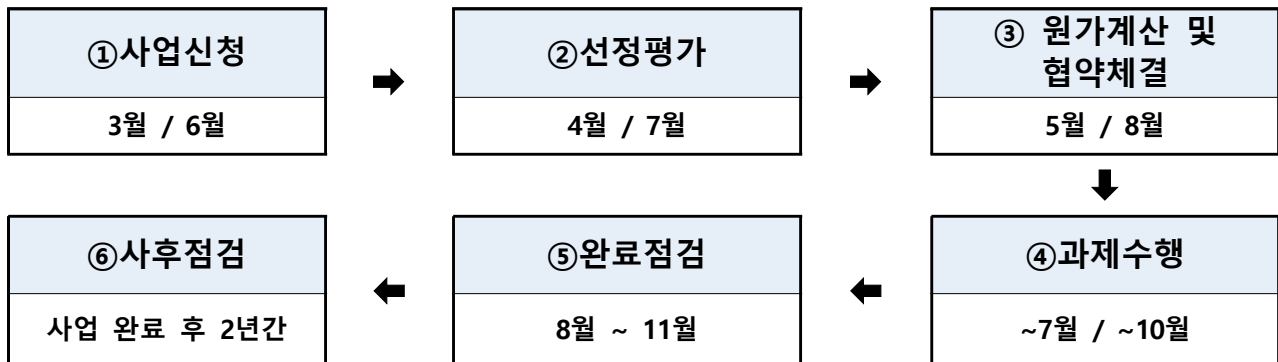 ①사업신청
3월 / 6월
②선정평가
4월 / 7월
③ 원가계산 및
협약체결
5월 / 8월
④과제수행
~7월 / ~10월
⑤완료점검
8월 ~ 11월
⑥사후점검
사업 완료 후 2년간